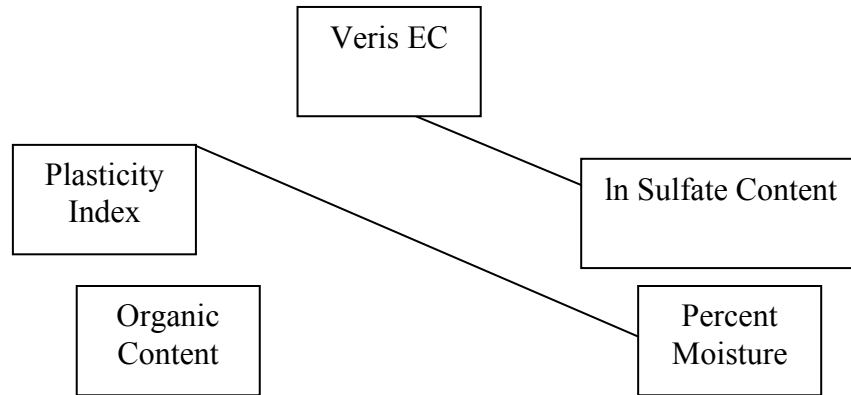 Veris EC
Plasticity
Index
ln Sulfate Content
Organic
Content
Percent
Moisture